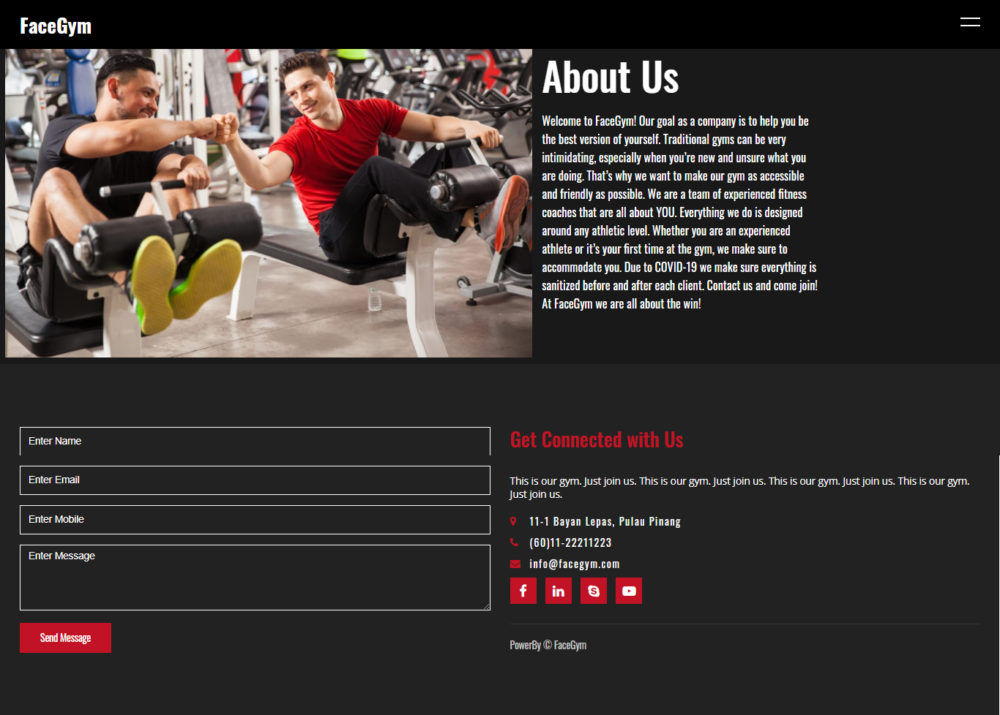 FaceGym
About Us
Welcome to FaceGym! Our goal as a company is to help you be
the best version of yourself. Traditional gyms can be very
intimidating, especially when you’re new and unsure what you
are doing. That’s why we want to make our gym as accessible
and friendly as possible. We are a team of experienced fitness
coaches that are all about YOU. Everything we do is designed
around any athletic level. Whether you are an experienced
athlete or it’s your first time at the gym, we make sure to
accommodate you. Due to COVID-19 we make sure everything is
sanitized before and after each client. Contact us and come join!
At FaceGym we are all about the win!
Enter Name
Enter Email
Enter Mobile
Enter Message
Send Message
Get Connected with Us
This is our gym. Just join us. This is our gym. Just join us. This is our gym. Just join us. This is our gym.
Just join us.
11-1 Bayan Lepas, Pulau Pinang
(60)11-22211223
info@facegym.com
PowerBy © FaceGym